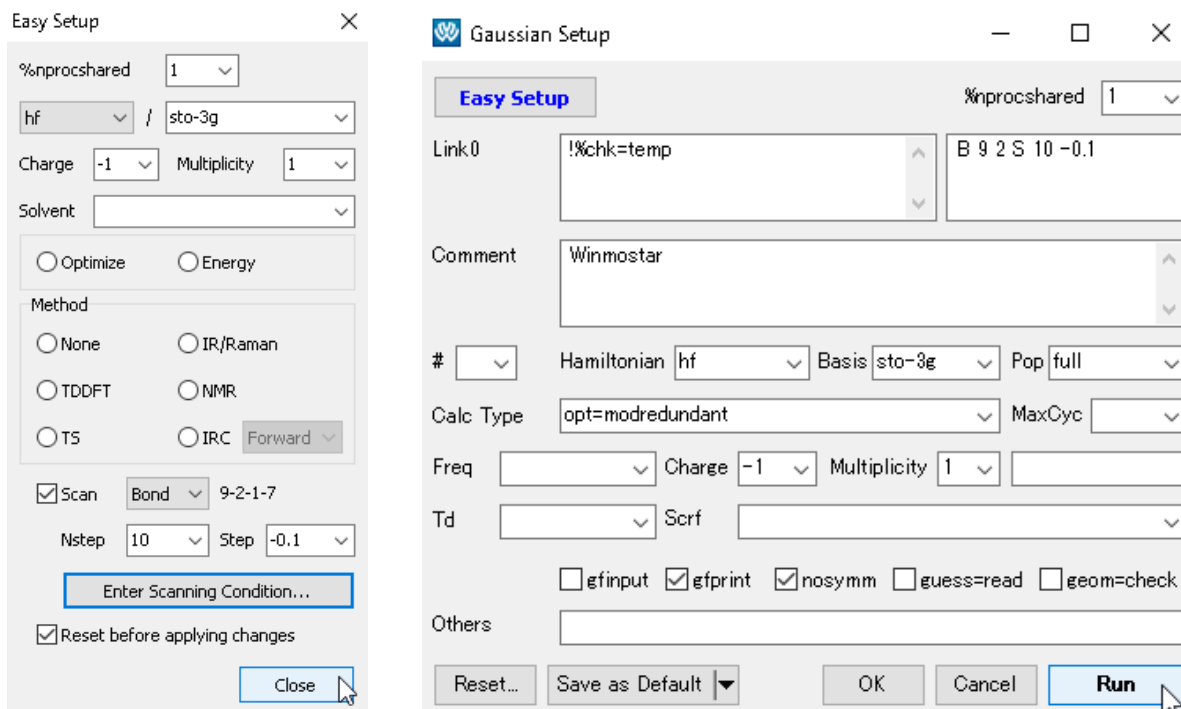 Easy Setup
%nprocshared 1
hf / sto-3g
Charge -1 Multiplicity 1
Solvent
Optimize Energy
Method
None IR/Raman
TDDFT NMR
TS IRC Forward
Scan Bond 9-2-1-7
Nstep 10 Step -0.1
Enter Scanning Condition...
Reset before applying changes
Close
Gaussian Setup
Easy Setup %nprocshared 1
Link0 !%chk=temp B 9 2 S 10 -0.1
Comment Winmostar
# Hamiltonian hf Basis sto-3g Pop full
Calc Type opt=modredundant MaxCyc
Freq Charge -1 Multiplicity 1
Td Scrf
gfinput gfprint nosymm guess=read geom=check
Others
Reset... Save as Default OK Cancel Run